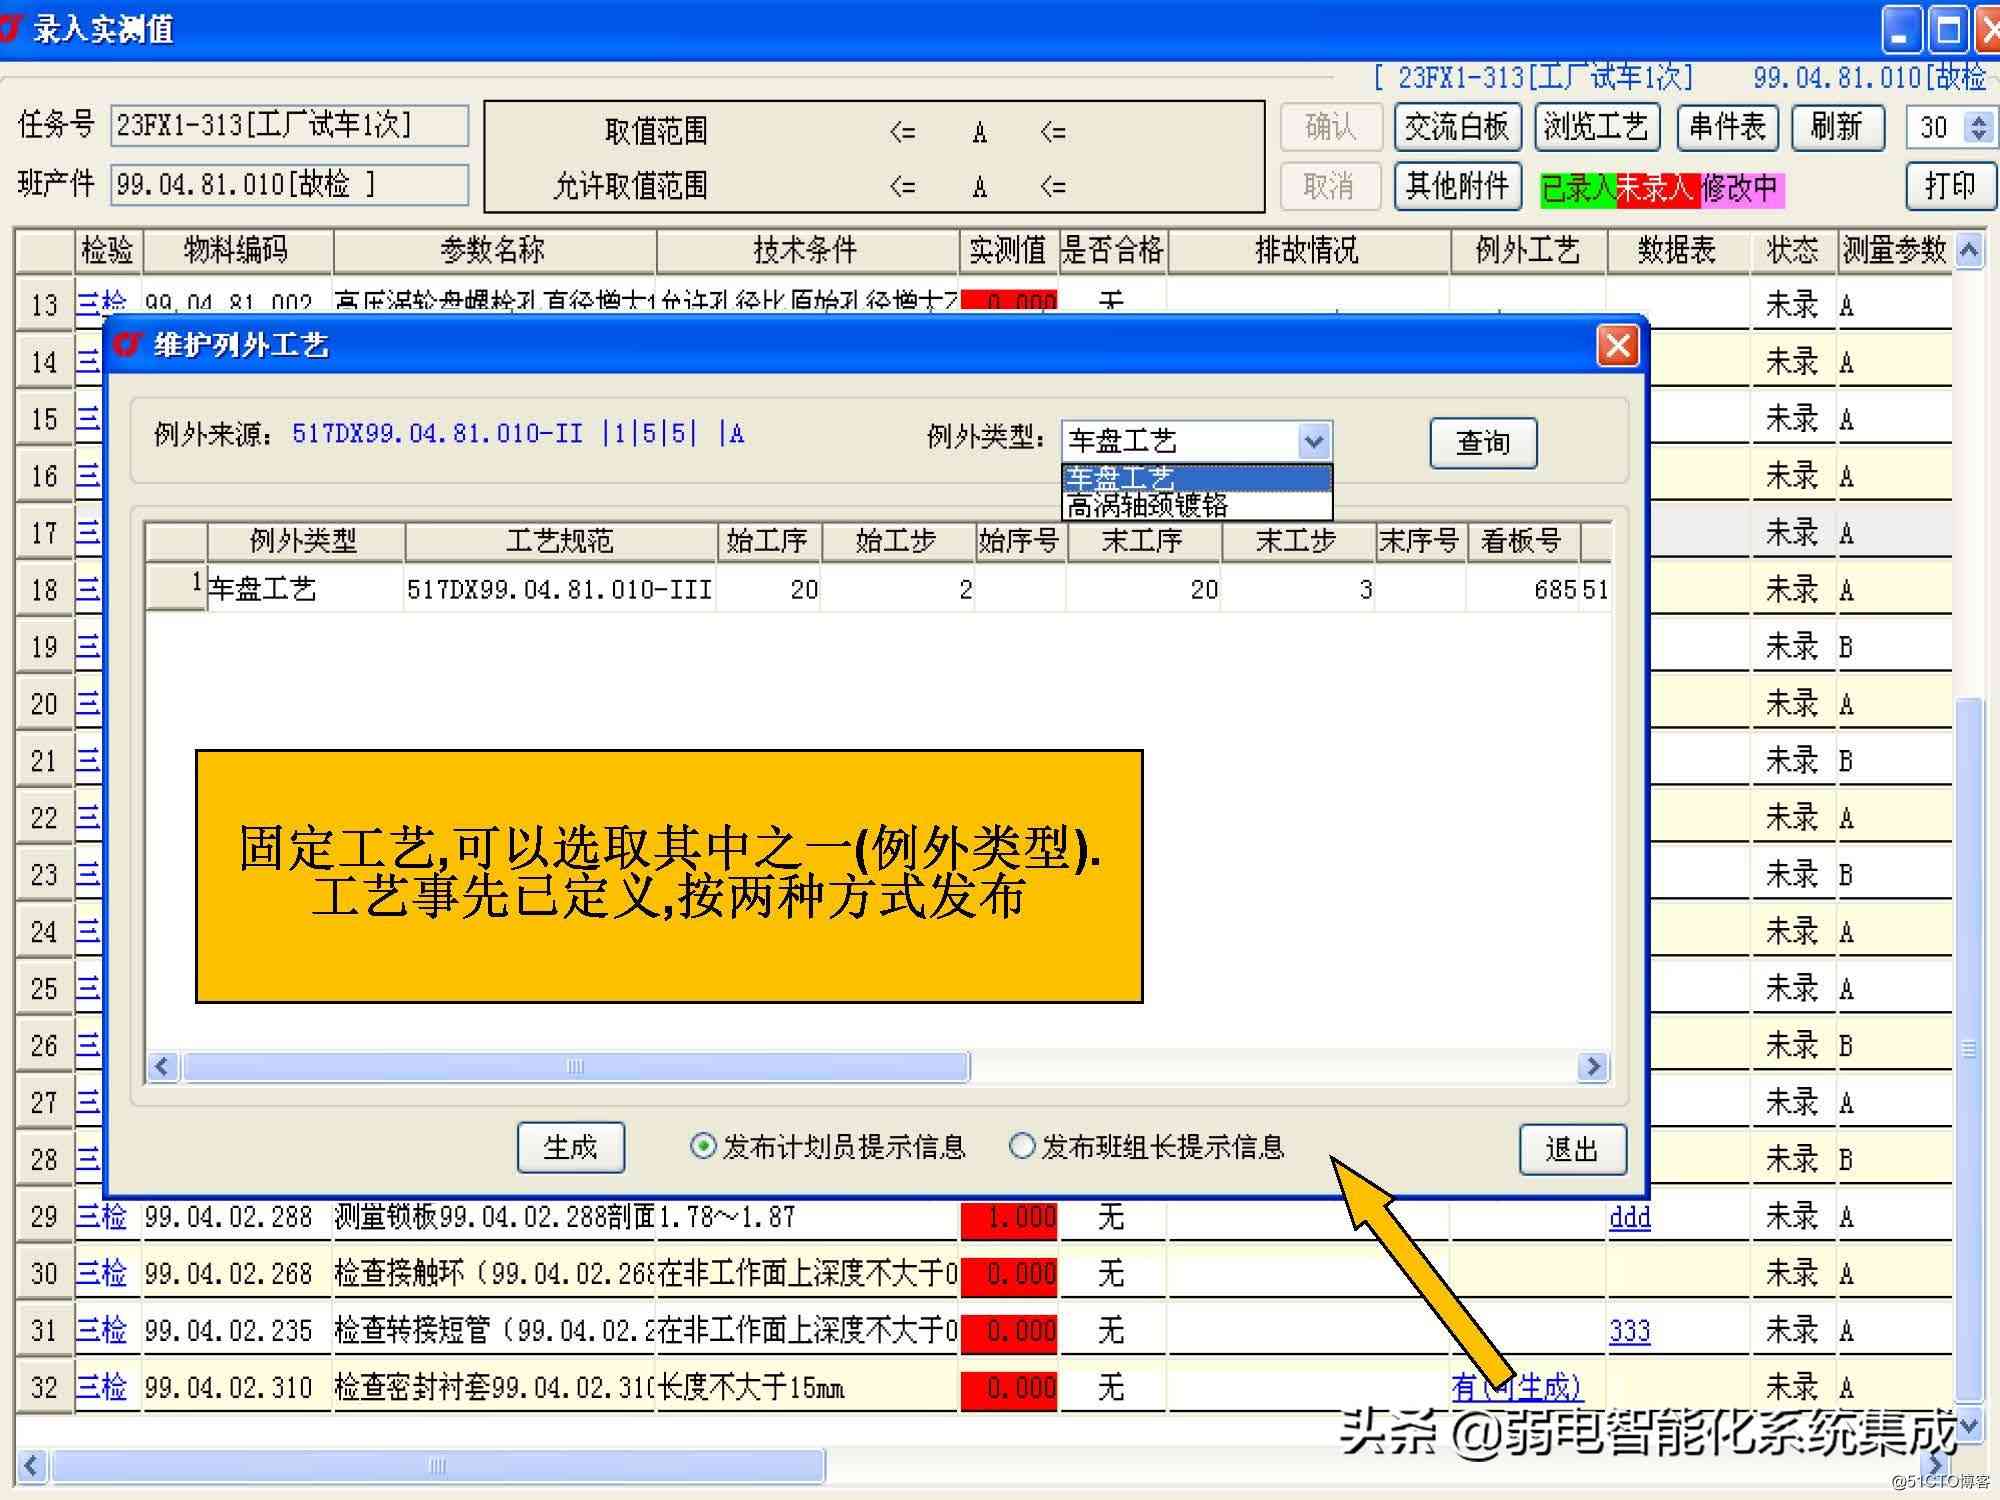 录入实测值
[ 23FX1-313[工厂试车1次] 99.04.81.010[故检
任务号 23FX1-313[工厂试车1次] 取值范围 <= A <= 确认 交流白板 浏览工艺 串件表 刷新 30
班产件 99.04.81.010[故检 ] 允许取值范围 <= A <= 取消 其他附件 已录入未录入修改中 打印
检验 物料编码 参数名称 技术条件 实测值 是否合格 排故情况 例外工艺 数据表 状态 测量参数
13 三检 99.04.81.002 高压涡轮盘螺栓孔直径增大1 允许孔径比原始孔径增大 0.000 无 未录 A
维护列外工艺
14 三 未录 A
例外来源: 517DX99.04.81.010-II |1|5|5| |A 例外类型: 车盘工艺 查询
车盘工艺
高涡轴颈镀铬
15 三 未录 A
16 三 未录 A
17 三 未录 A
例外类型 工艺规范 始工序 始工步 始序号 末工序 末工步 末序号 看板号
1 车盘工艺 517DX99.04.81.010-III 20 2 20 3 685 51
18 三 未录 A
19 三 未录 B
20 三 未录 A
21 三 未录 B
22 三 未录 A
固定工艺,可以选取其中之一(例外类型).
工艺事先已定义,按两种方式发布
23 三 未录 B
24 三 未录 A
25 三 未录 A
26 三 未录 B
27 三 未录 A
生成 发布计划员提示信息 发布班组长提示信息 退出
28 三 未录 B
29 三检 99.04.02.288 测量锁板99.04.02.288剖面 1.78~1.87 1.000 无 ddd 未录 A
30 三检 99.04.02.268 检查接触环（99.04.02.268 在非工作面上深度不大于0 0.000 无 未录 A
31 三检 99.04.02.235 检查转接短管（99.04.02.2 在非工作面上深度不大于0 0.000 无 333 未录 A
32 三检 99.04.02.310 检查密封衬套99.04.02.310 长度不大于15mm 0.000 无 有(可生成) 未录 A
头条 @弱电智能化系统集成
@51CTO博客